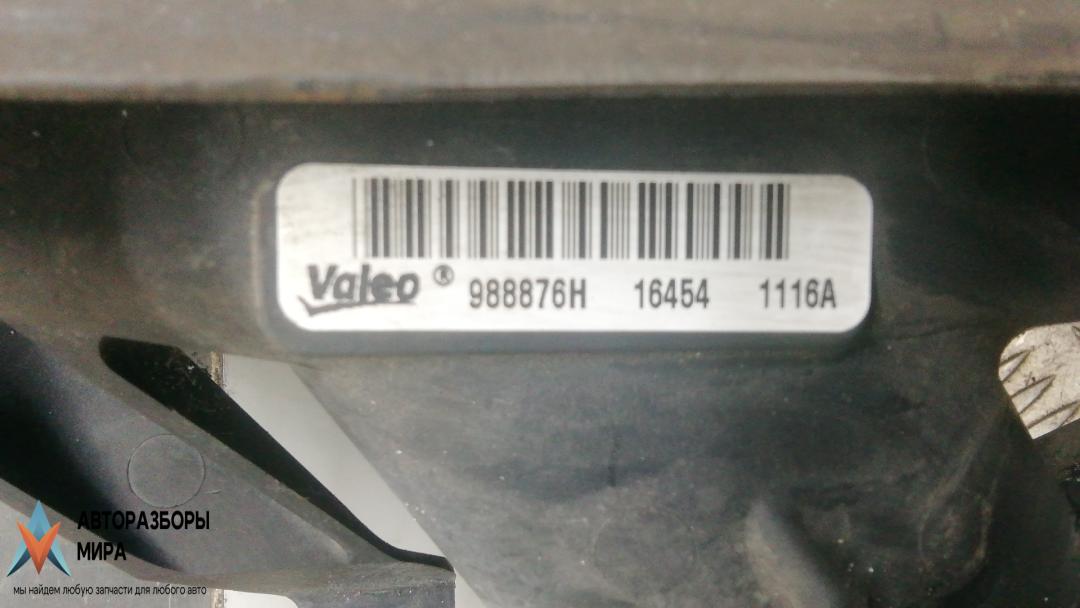 Valeo® 988876H 16454 1116A
АВТОРАЗБОРЫ
МИРА
мы найдем любую запчасти для любого авто